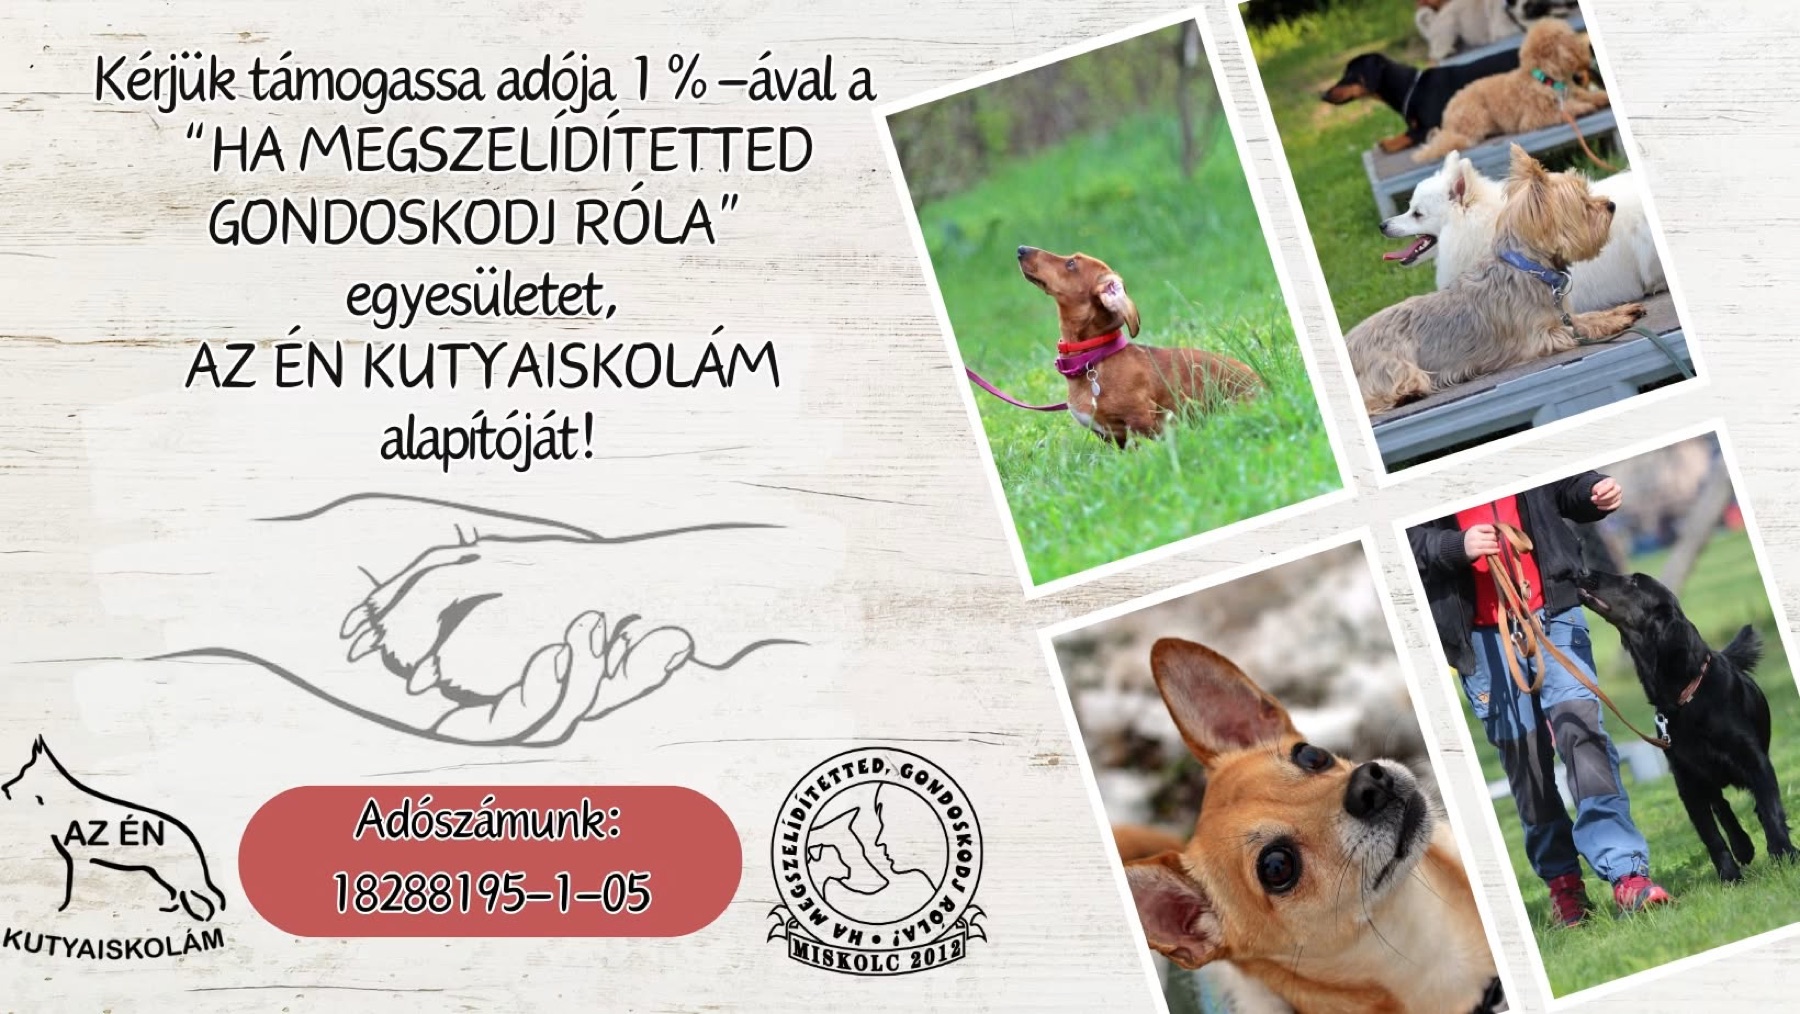 Kérjük támogassa adója 1 % –ával a
“HA MEGSZELÍDÍTETTED
GONDOSKODJ RÓLA”
egyesületet,
AZ ÉN KUTYAISKOLÁM
alapítóját!
AZ ÉN
KUTYAISKOLÁM
Adószámunk:
18288195–1–05
HA MEGSZELÍDÍTETTED, GONDOSKODJ RÓLA! •
MISKOLC 2012